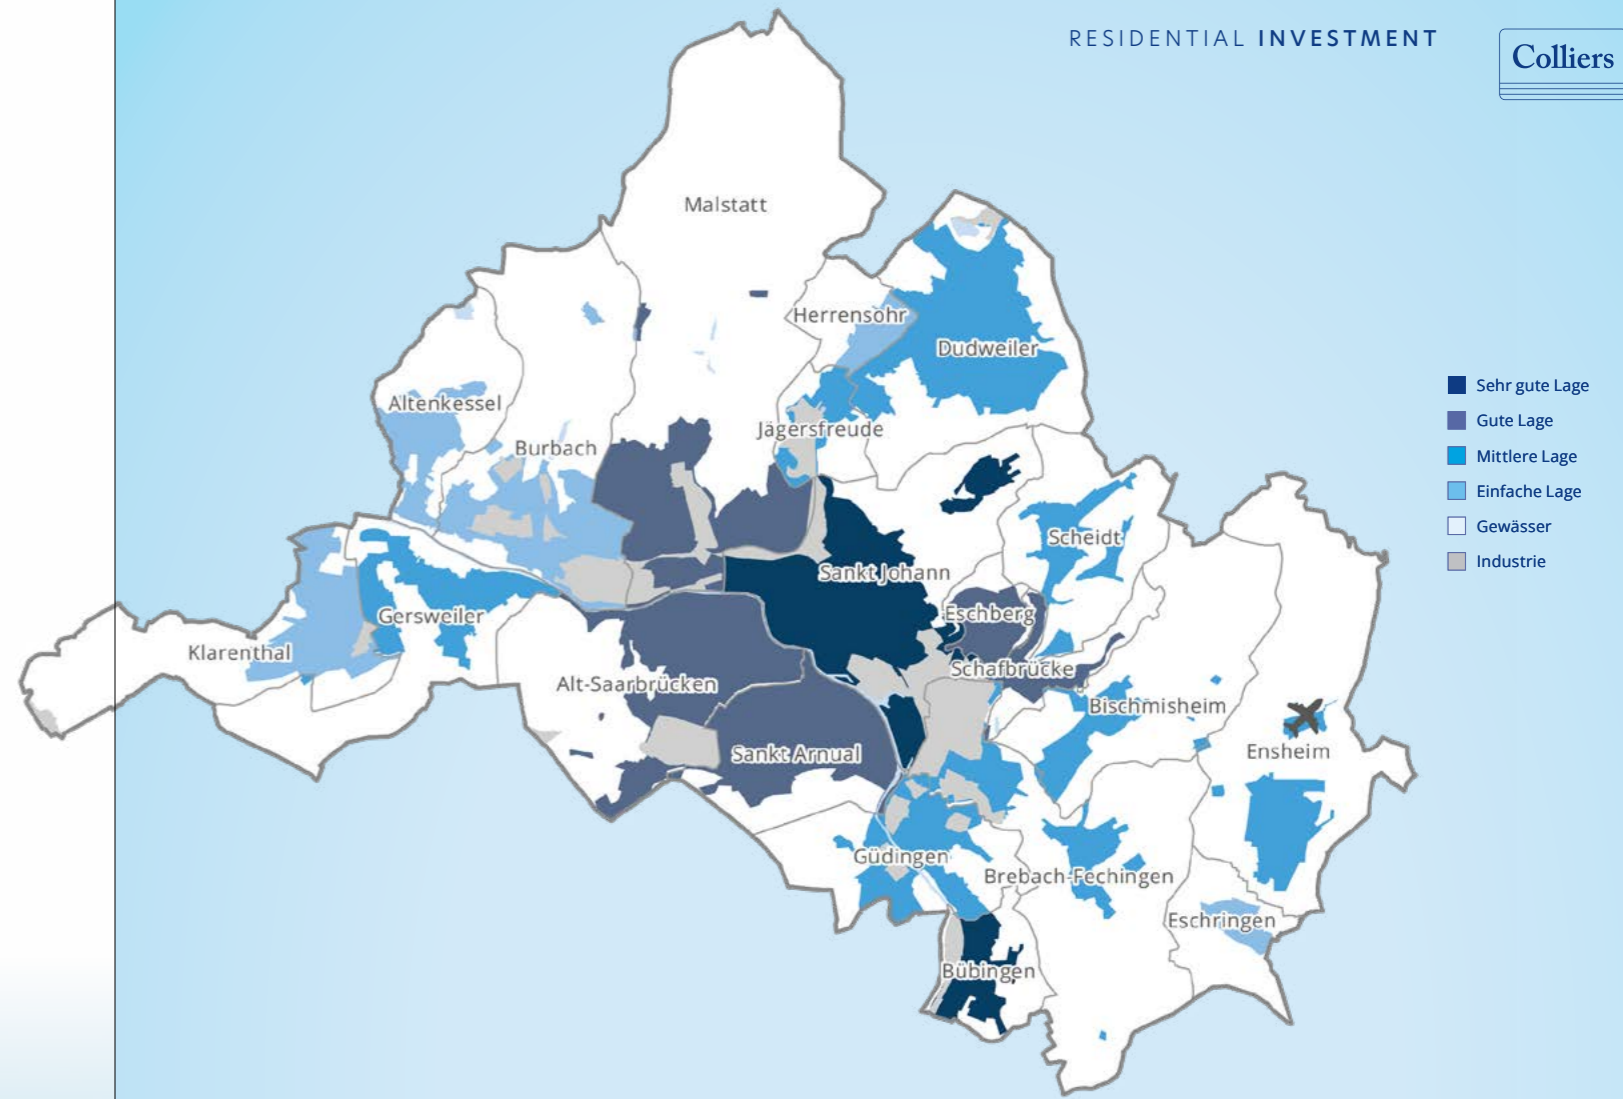 RESIDENTIAL INVESTMENT
Colliers
Malstatt
Herrensohr
Dudweiler
Altenkessel
Jägersfreude
Burbach
Scheidt
Sankt Johann
Eschberg
Gersweiler
Klarenthal
Schafbrücke
Alt-Saarbrücken
Bischmisheim
Sankt Arnual
Ensheim
Güdingen
Brebach-Fechingen
Eschringen
Bübingen
Sehr gute Lage
Gute Lage
Mittlere Lage
Einfache Lage
Gewässer
Industrie